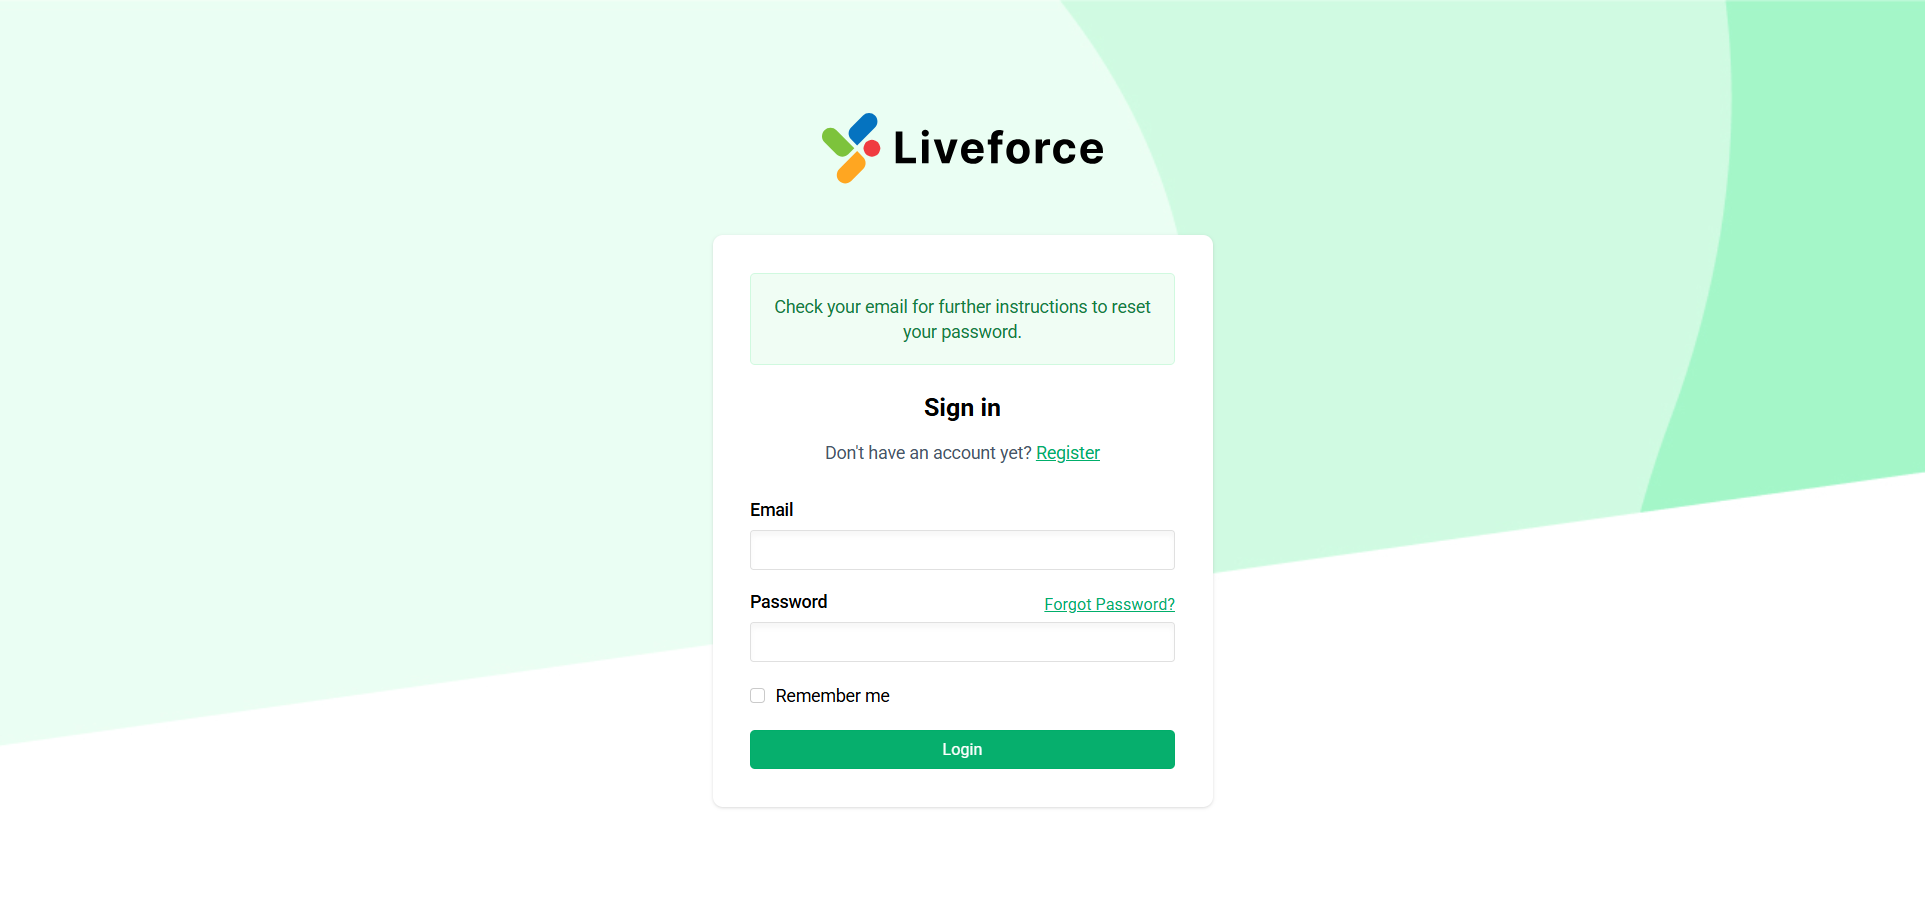 Liveforce
Check your email for further instructions to reset
your password.
Sign in
Don't have an account yet? Register
Email
Password
Forgot Password?
Remember me
Login